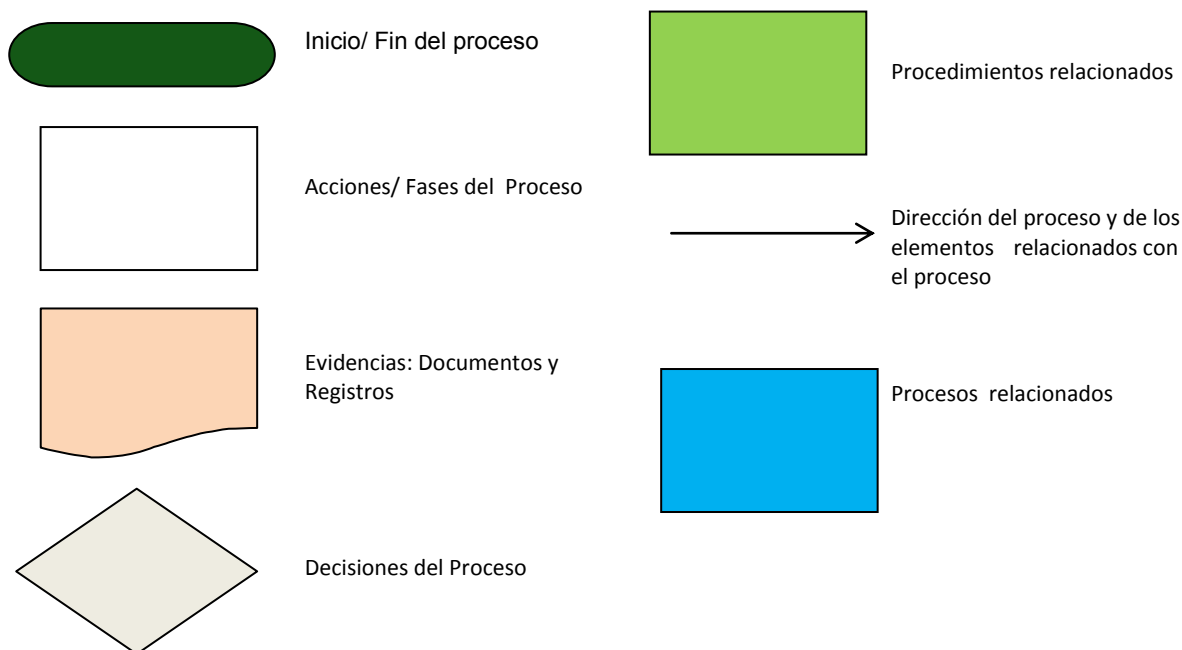 Inicio/ Fin del proceso
Acciones/ Fases del Proceso
Evidencias: Documentos y
Registros
Decisiones del Proceso
Procedimientos relacionados
Dirección del proceso y de los
elementos relacionados con
el proceso
Procesos relacionados